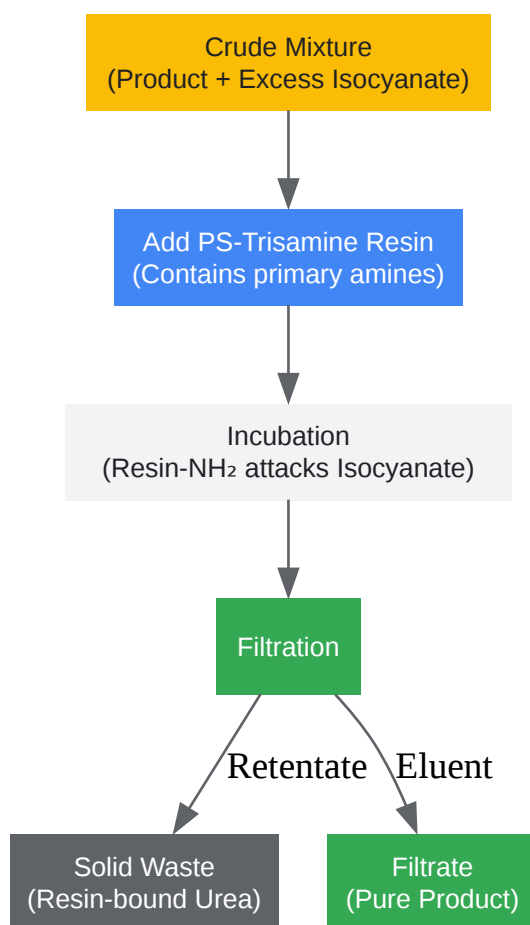 Crude Mixture
(Product + Excess Isocyanate)
Add PS-Trisamine Resin
(Contains primary amines)
Incubation
(Resin-NH₂ attacks Isocyanate)
Filtration
Retentate
Eluent
Solid Waste
(Resin-bound Urea)
Filtrate
(Pure Product)